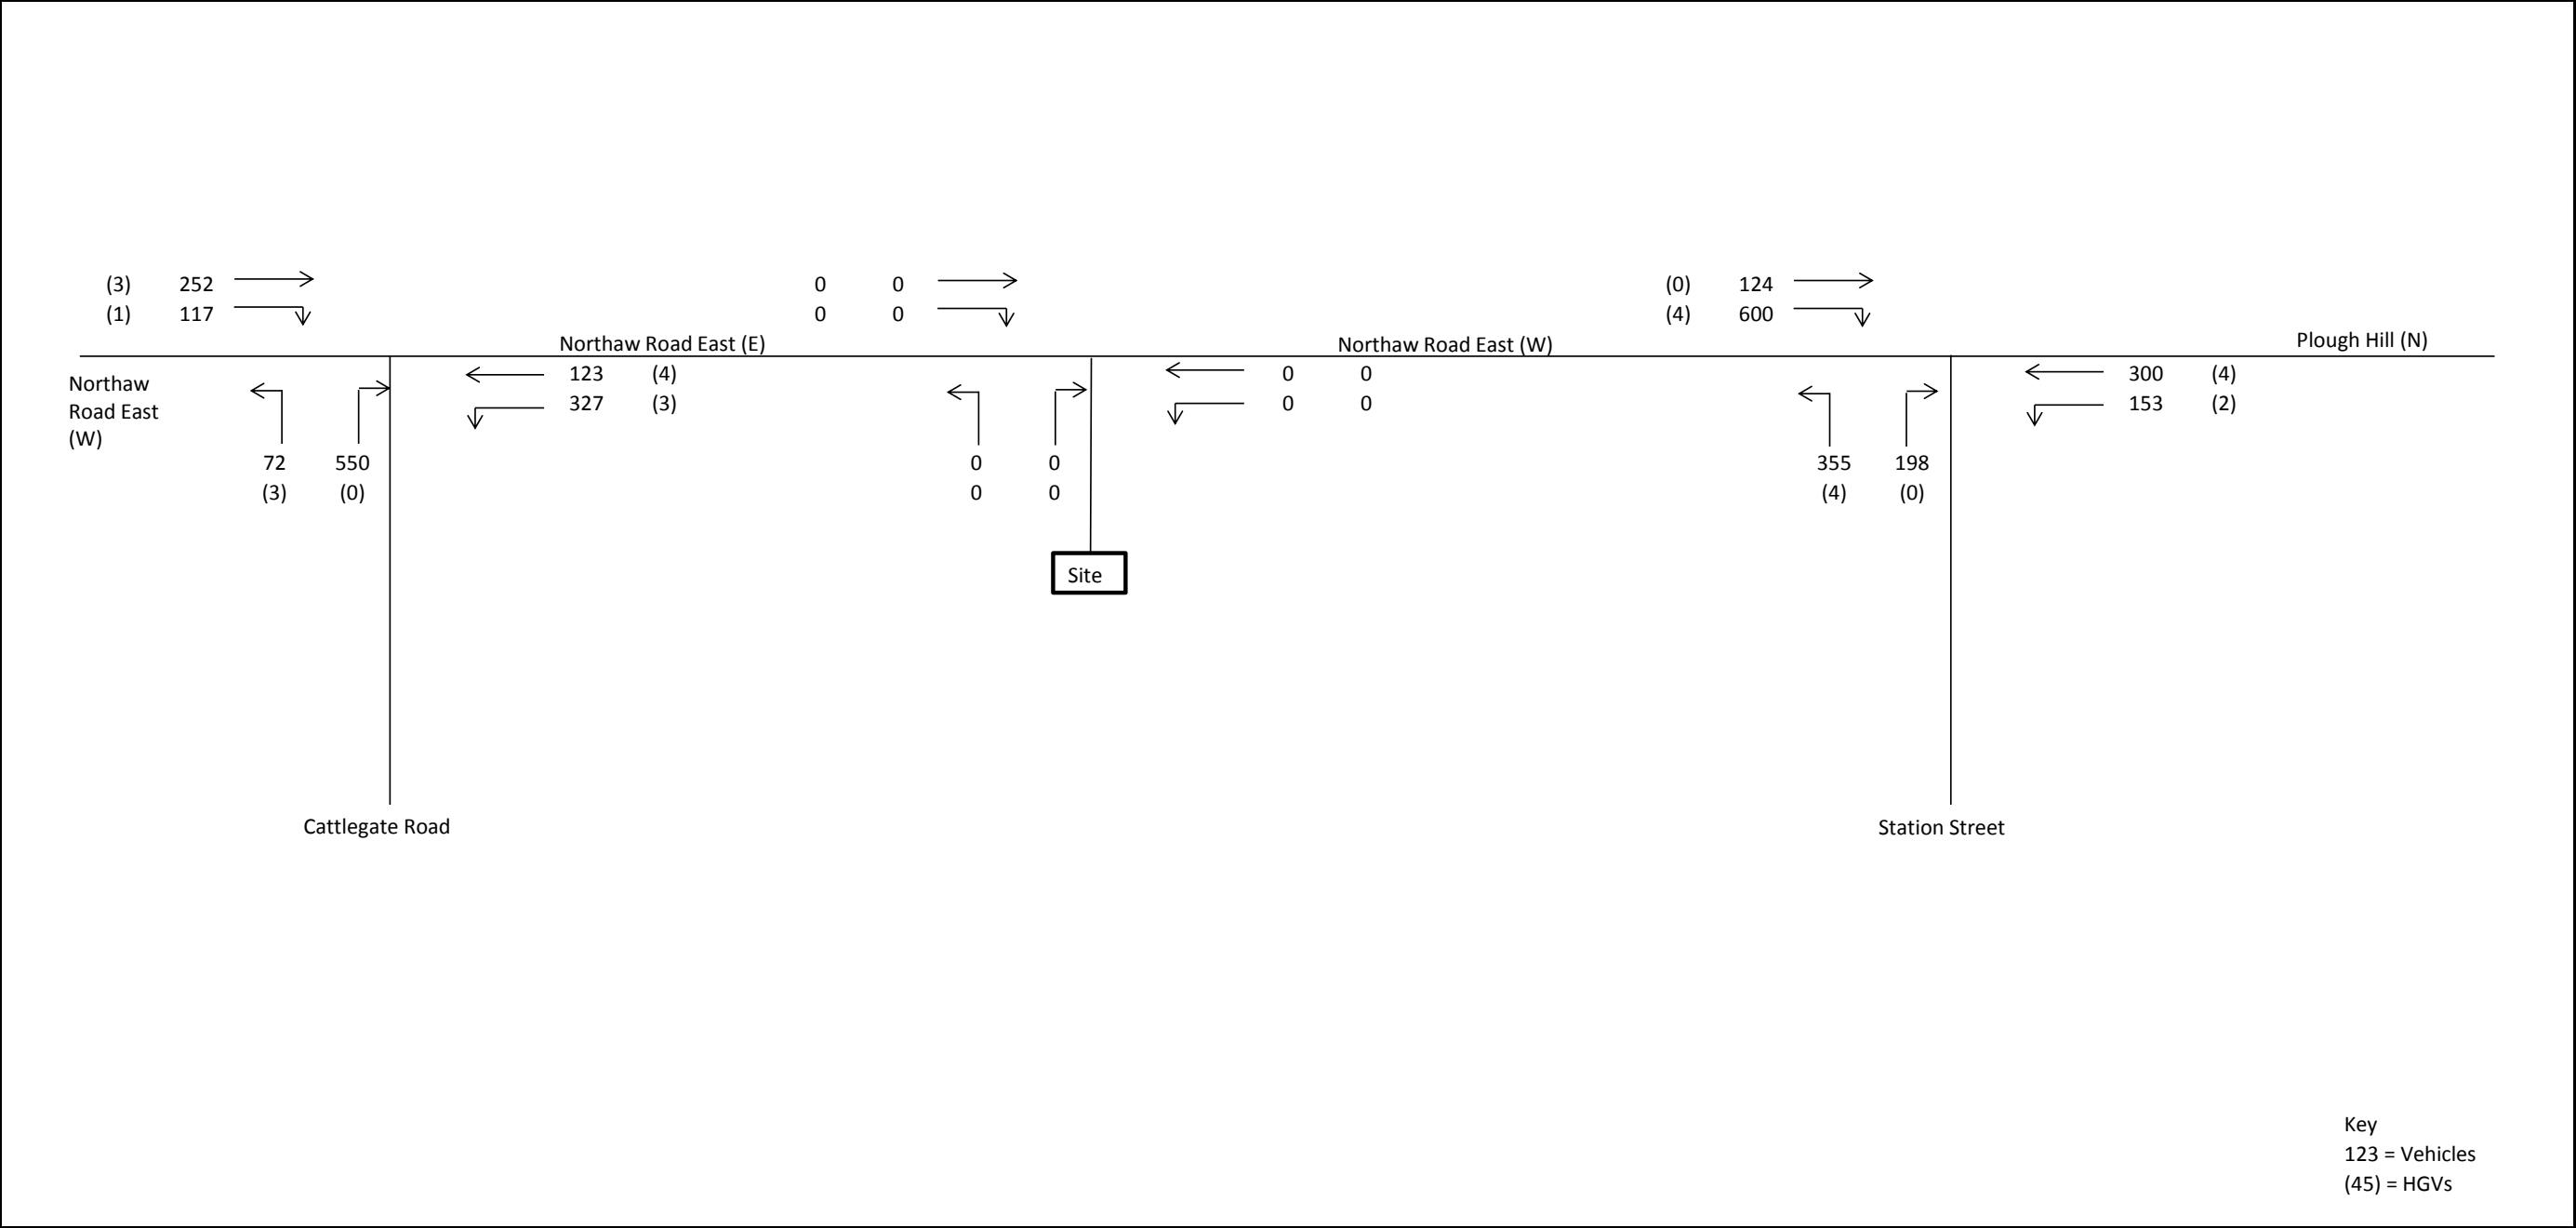 (3) 252
(1) 117
0 0
0 0
(0) 124
(4) 600
Northaw Road East (E)
Northaw Road East (W)
Plough Hill (N)
Northaw
Road East
(W)
123 (4)
327 (3)
0 0
0 0
300 (4)
153 (2)
72 550
(3) (0)
0 0
0 0
355 198
(4) (0)
Site
Cattlegate Road
Station Street
Key
123 = Vehicles
(45) = HGVs